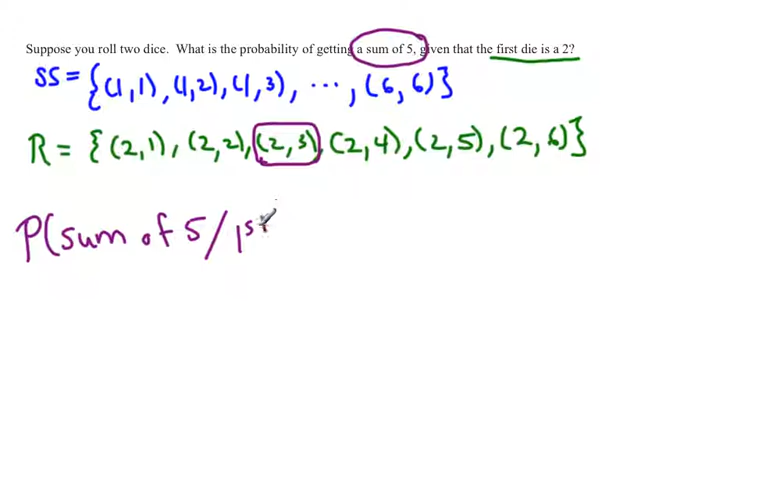 Suppose you roll two dice. What is the probability of getting a sum of 5, given that the first die is a 2?
SS = {(1,1), (1,2), (1,3), ..., (6,6)}
R = {(2,1), (2,2), (2,3), (2,4), (2,5), (2,6)}
P(sum of 5/1st